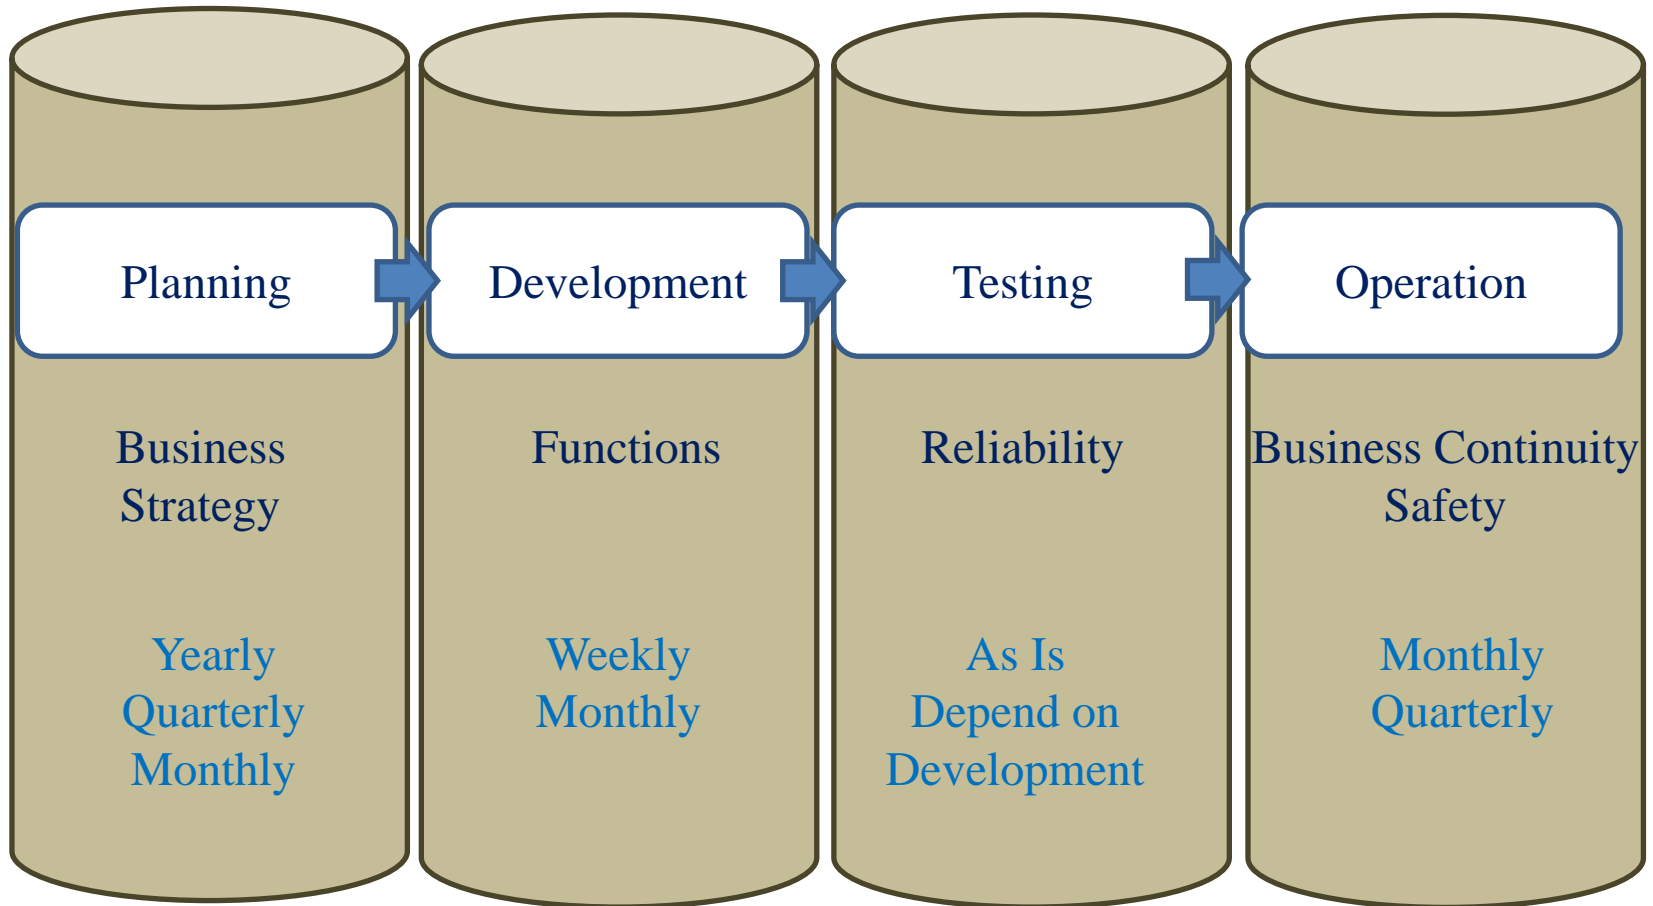 Planning
Development
Testing
Operation
Business
Strategy
Functions
Reliability
Business Continuity
Safety
Yearly
Quarterly
Monthly
Weekly
Monthly
As Is
Depend on
Development
Monthly
Quarterly